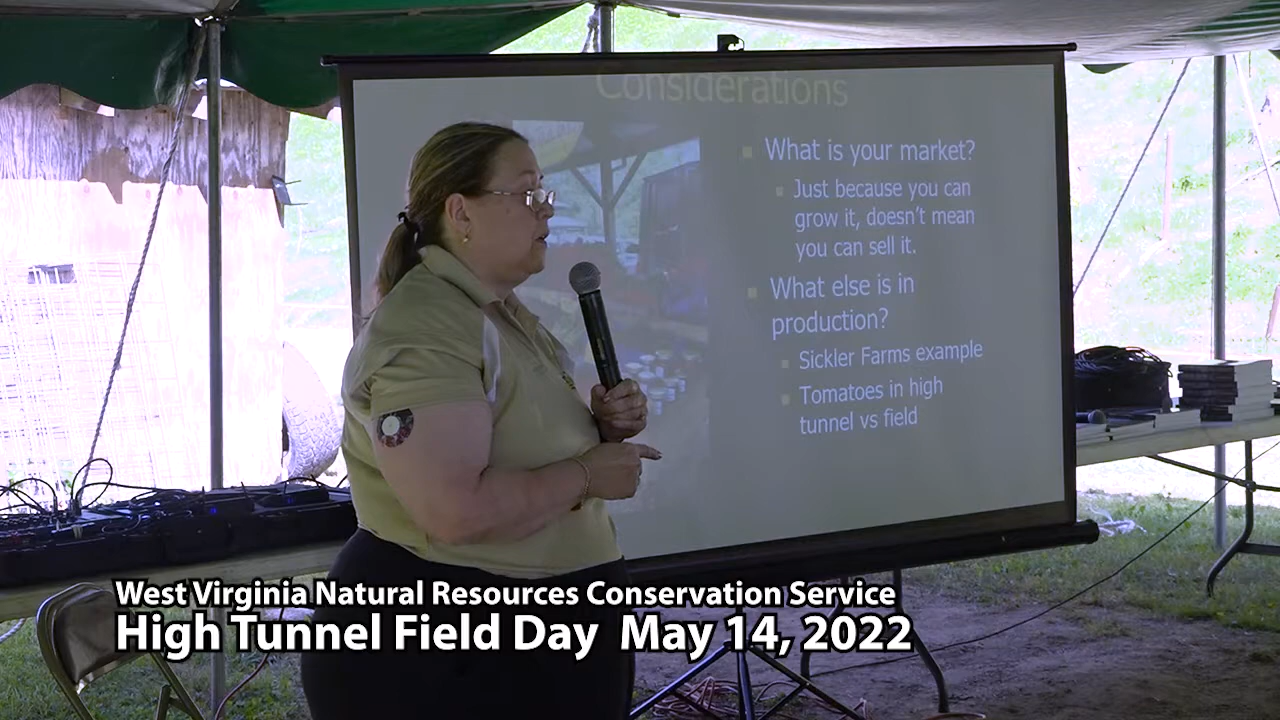 Considerations
What is your market?
Just because you can
grow it, doesn't mean
you can sell it.
What else is in
production?
Sickler Farms example
Tomatoes in high
tunnel vs field
West Virginia Natural Resources Conservation Service
High Tunnel Field Day May 14, 2022